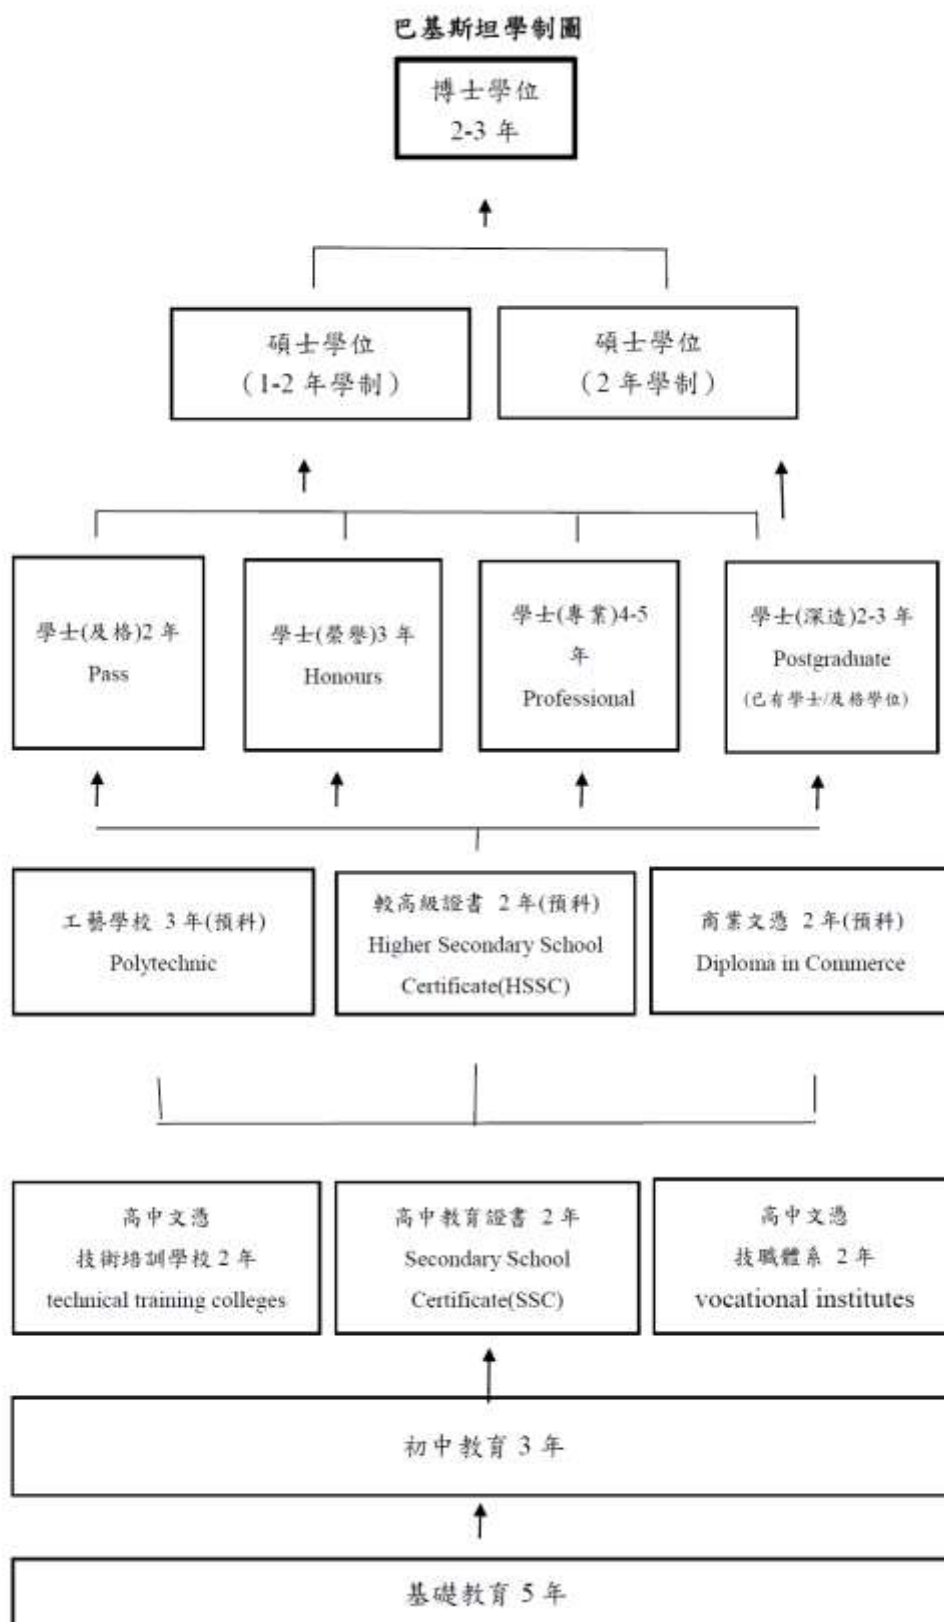 巴基斯坦學制圖
博士學位
2-3 年
碩士學位
（1-2 年學制）
碩士學位
（2 年學制）
學士(及格)2 年
Pass
學士(榮譽)3 年
Honours
學士(專業)4-5
年
Professional
學士(深造)2-3 年
Postgraduate
(已有學士/及格學位)
工藝學校 3 年(預科)
Polytechnic
較高級證書 2 年(預科)
Higher Secondary School
Certificate(HSSC)
商業文憑 2 年(預科)
Diploma in Commerce
高中文憑
技術培訓學校 2 年
technical training colleges
高中教育證書 2 年
Secondary School
Certificate(SSC)
高中文憑
技職體系 2 年
vocational institutes
初中教育 3 年
基礎教育 5 年